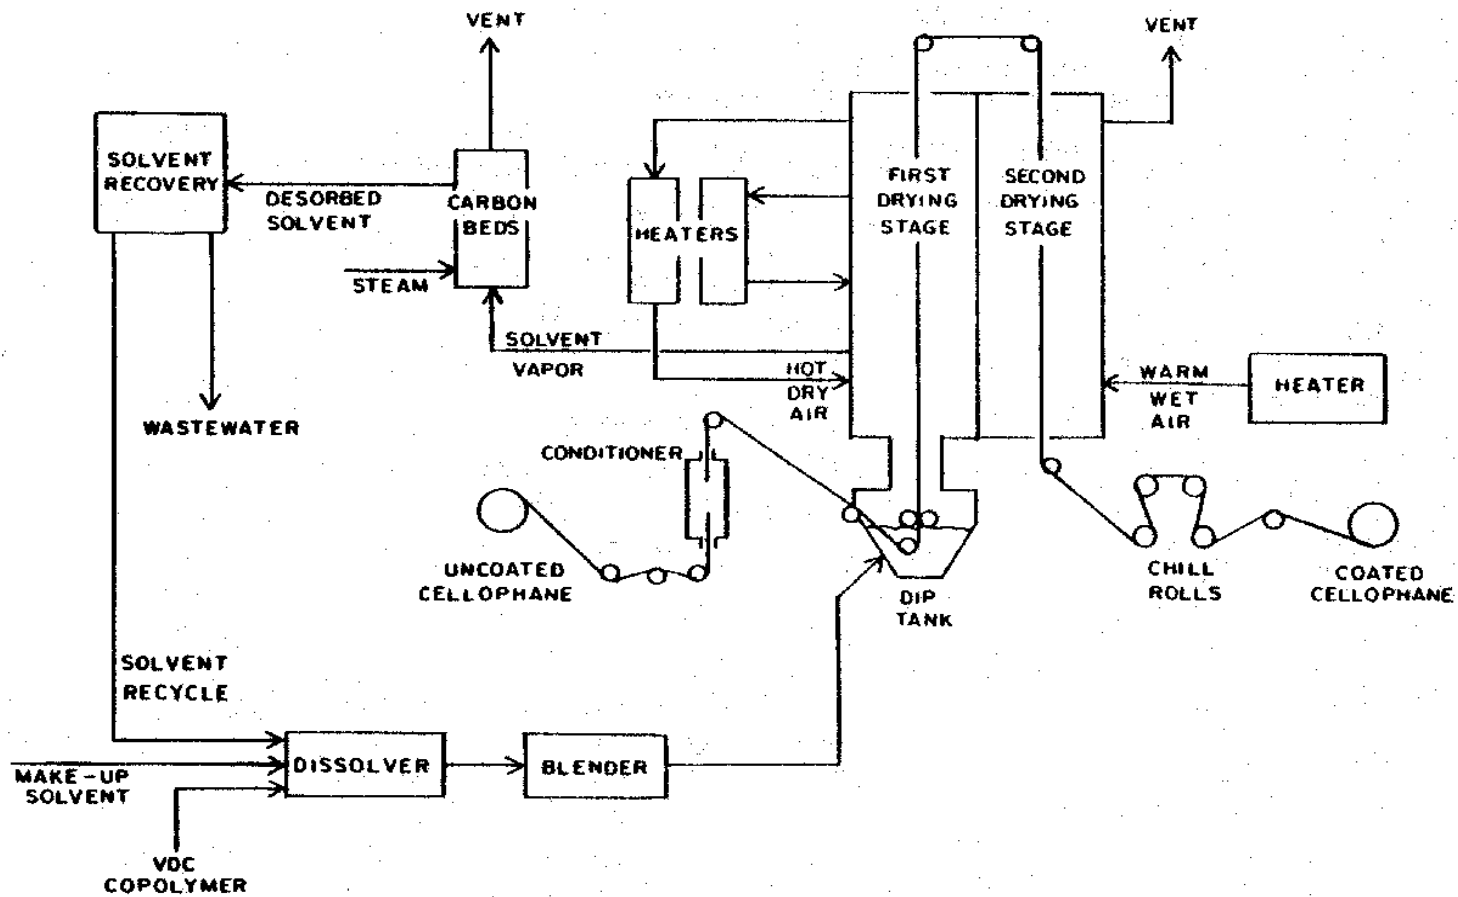 VENT
VENT
SOLVENT
RECOVERY
DESORBED
SOLVENT
CARBON
BEDS
STEAM
HEATERS
FIRST
DRYING
STAGE
SECOND
DRYING
STAGE
SOLVENT
VAPOR
HOT
DRY
AIR
WARM
WET
AIR
HEATER
WASTEWATER
CONDITIONER
UNCOATED
CELLOPHANE
DIP
TANK
CHILL
ROLLS
COATED
CELLOPHANE
SOLVENT
RECYCLE
MAKE-UP
SOLVENT
DISSOLVER
BLENDER
VDC
COPOLYMER